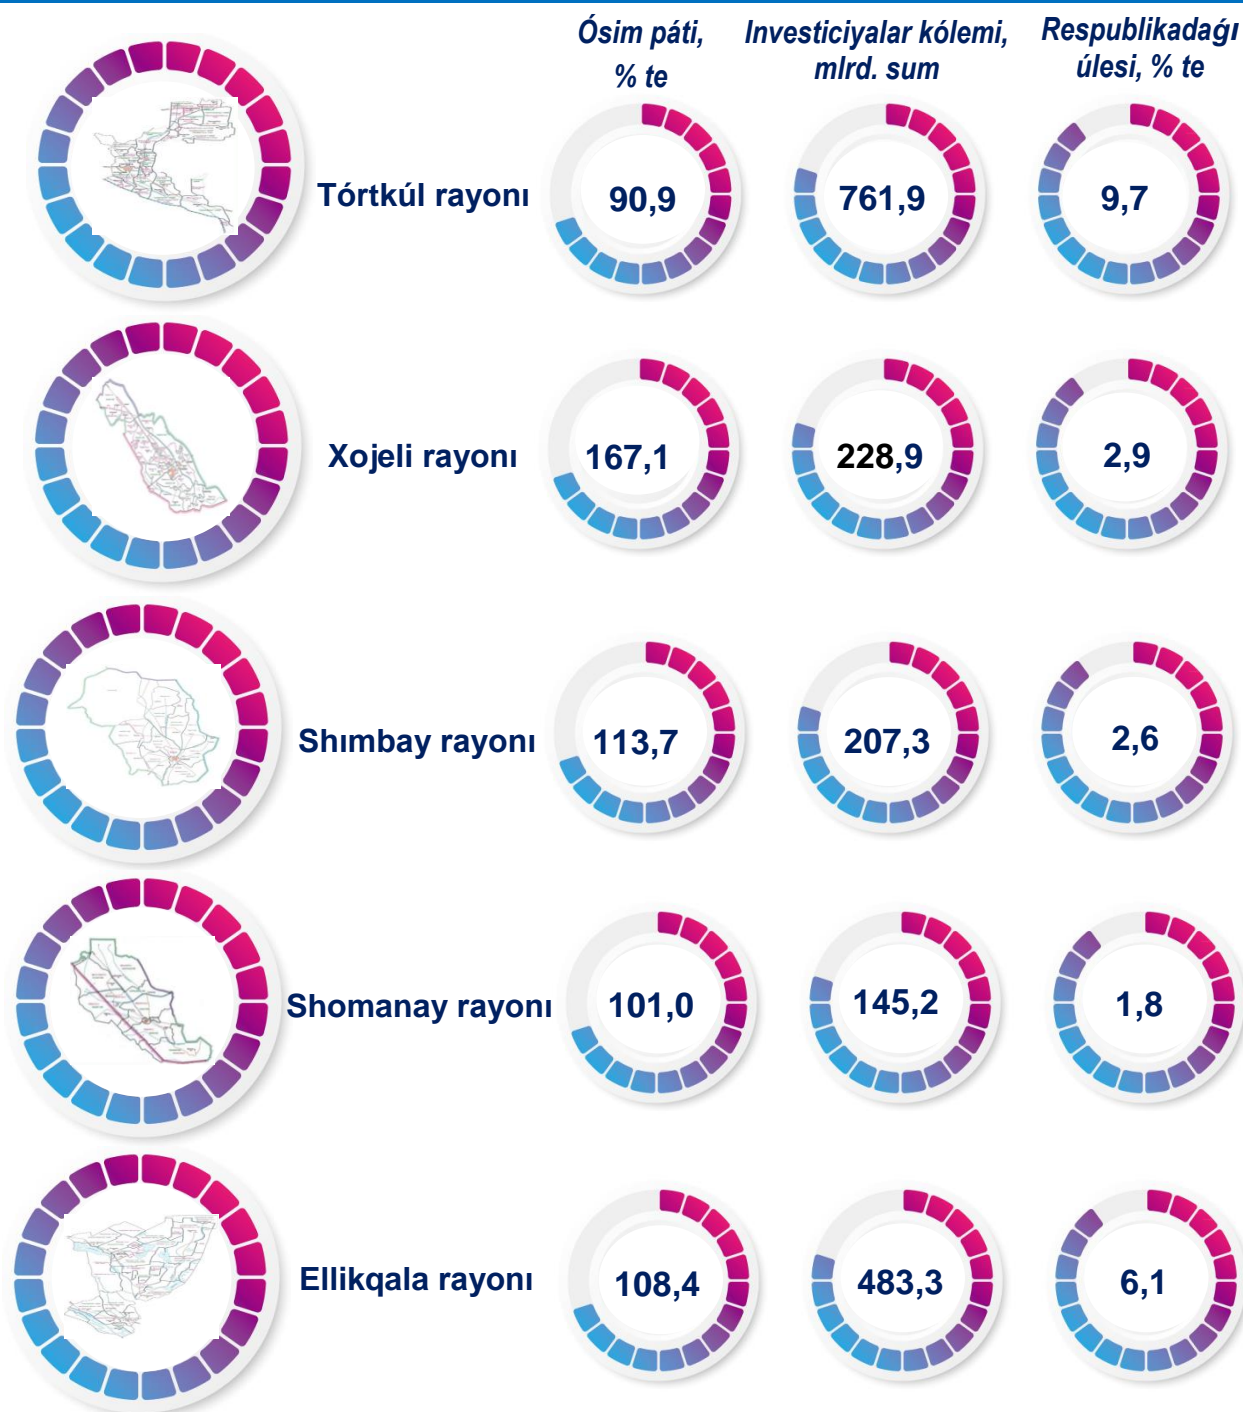 Ósim páti,
% te
Investiciyalar kólemi,
mlrd. sum
Respublikadaǵı
úlesi, % te
Tórtkúl rayonı
90,9
761,9
9,7
Xojeli rayonı
167,1
228,9
2,9
Shımbay rayonı
113,7
207,3
2,6
Shomanay rayonı
101,0
145,2
1,8
Ellikqala rayonı
108,4
483,3
6,1